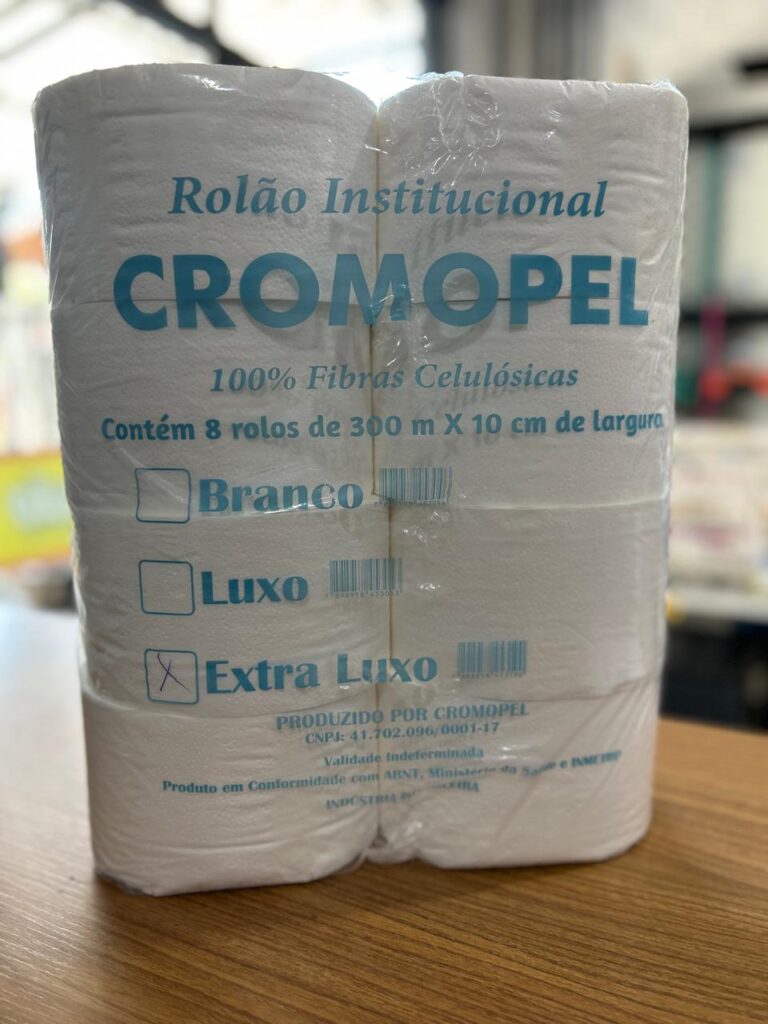 Rolão Institucional
CROMOPEL
100% Fibras Celulósicas
Contém 8 rolos de 300 m X 10 cm de largura
Branco
Luxo
X Extra Luxo
PRODUZIDO POR CROMOPEL
CNPJ: 41.702.096/0001-17
Validade Indeterminada
Produto em Conformidade com ABNT, Ministério da Saúde e INMETRO
INDÚSTRIA BRASILEIRA